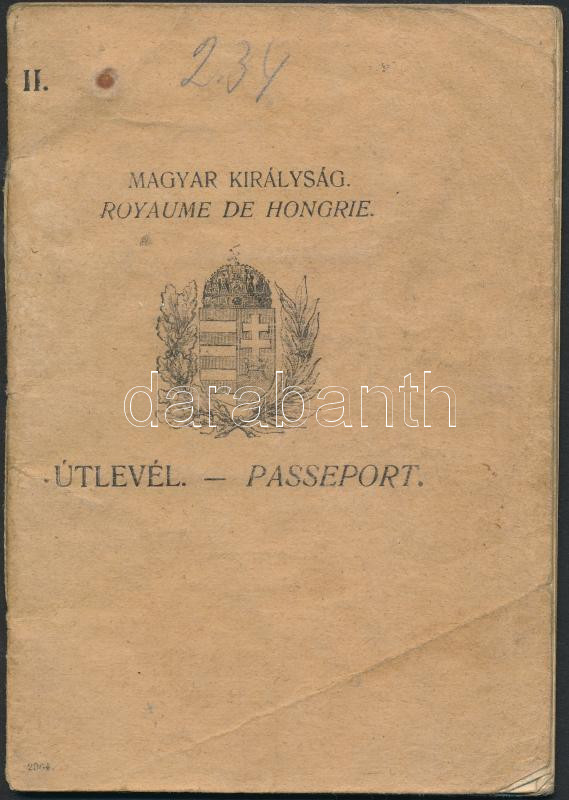 234
II.
MAGYAR KIRÁLYSÁG.
ROYAUME DE HONGRIE.
darabanth
ÚTLEVÉL. — PASSEPORT.